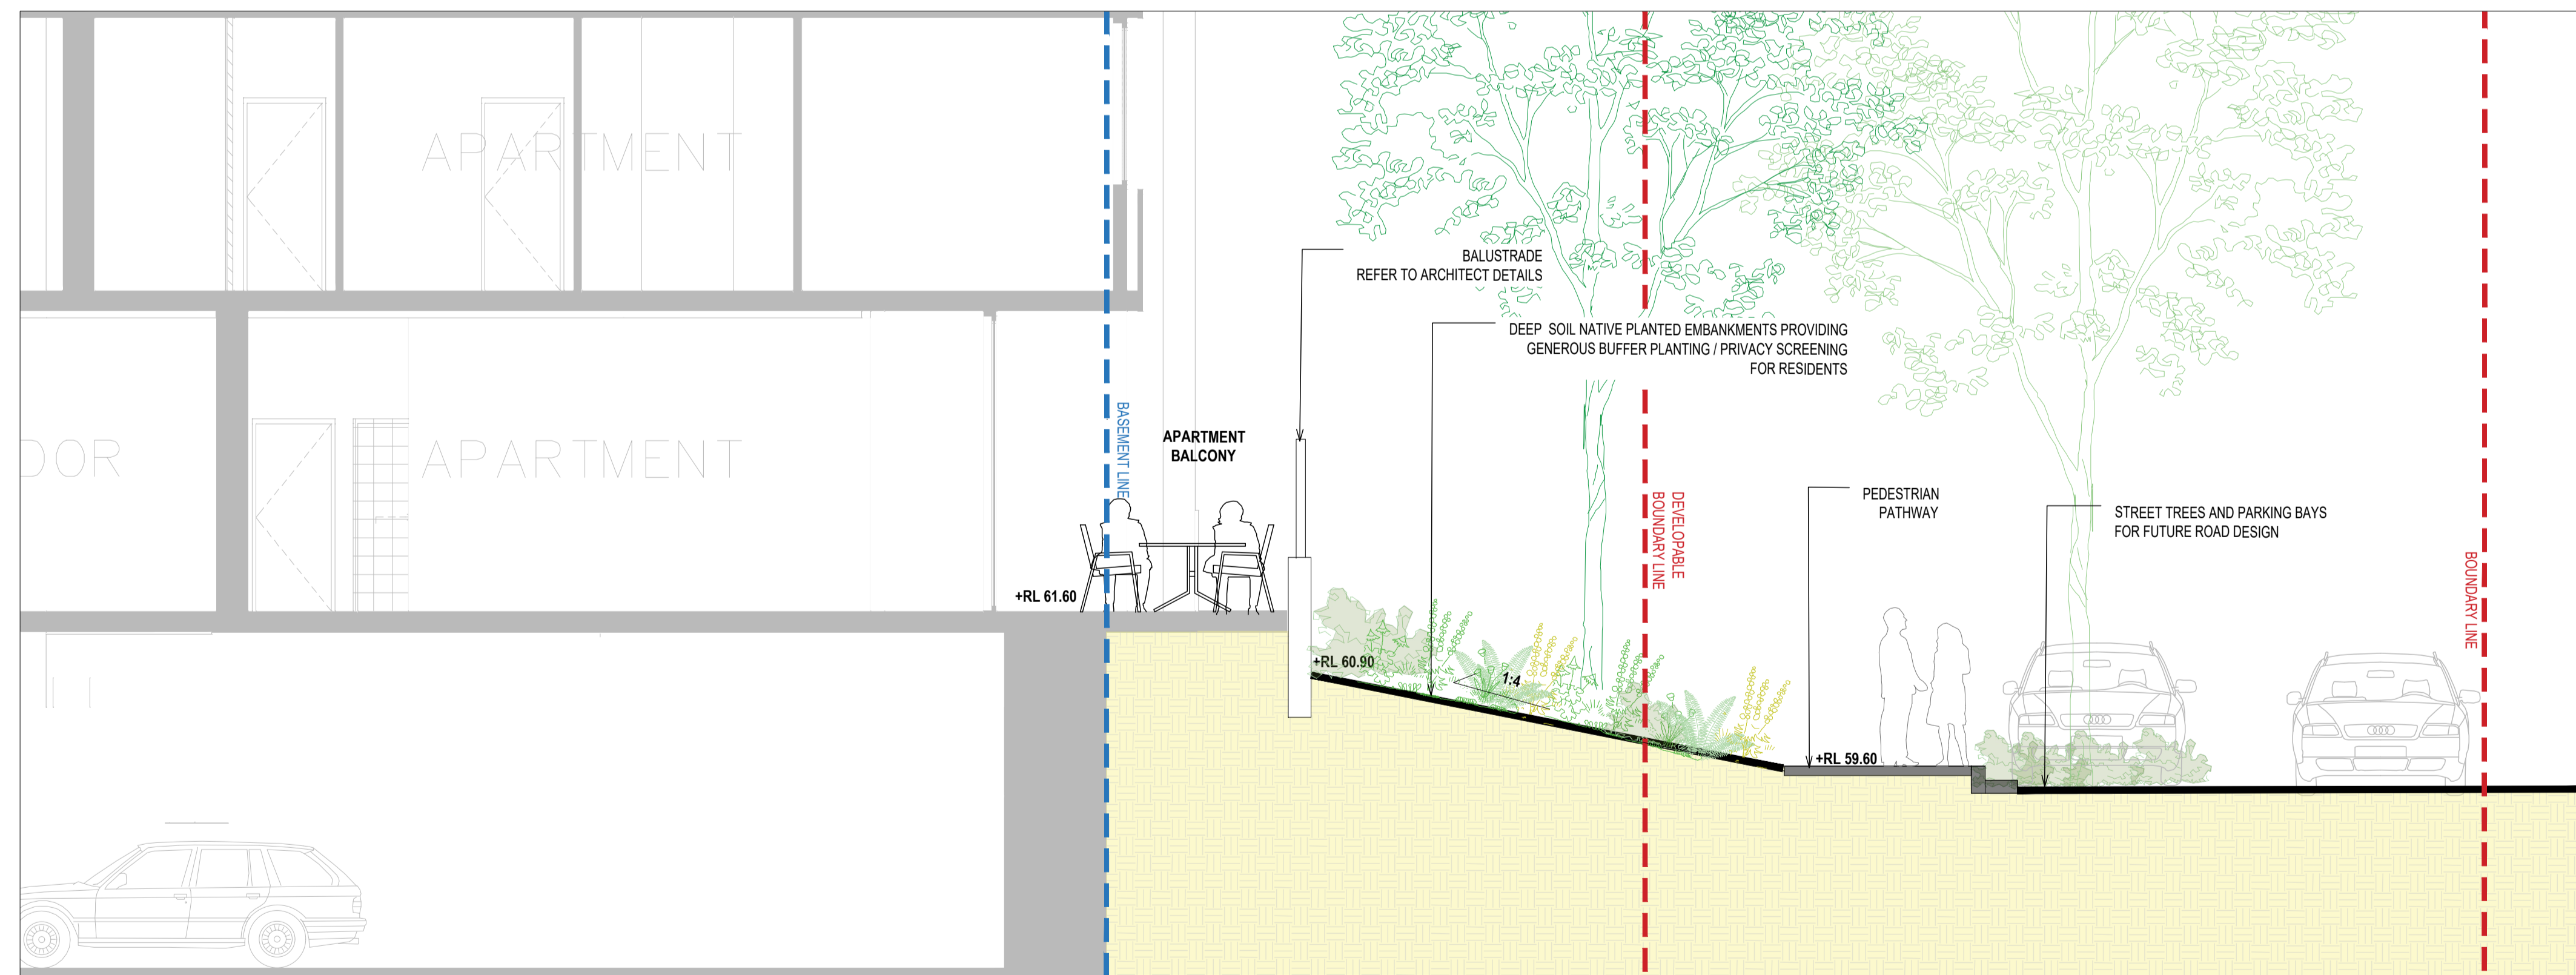 APARTMENT
BALUSTRADE
REFER TO ARCHITECT DETAILS
DEEP SOIL NATIVE PLANTED EMBANKMENTS PROVIDING
GENEROUS BUFFER PLANTING / PRIVACY SCREENING
FOR RESIDENTS
DOR
APARTMENT
BASEMENT LINE
APARTMENT
BALCONY
DEVELOPABLE
BOUNDARY LINE
PEDESTRIAN
PATHWAY
STREET TREES AND PARKING BAYS
FOR FUTURE ROAD DESIGN
BOUNDARY LINE
+RL 61.60
+RL 60.90
1:4
+RL 59.60